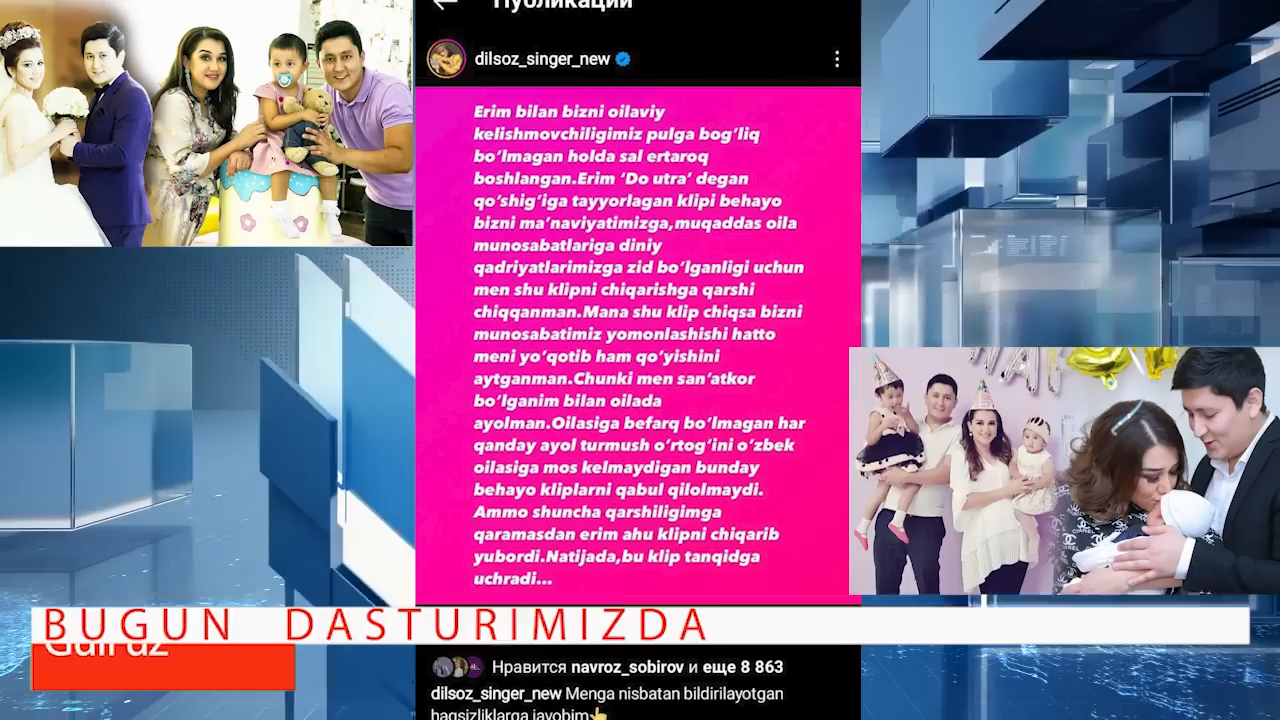 Публикации
dilsoz_singer_new
Erim bilan bizni oilaviy
kelishmovchiligimiz pulga bog‘liq
bo‘lmagan holda sal ertaroq
boshlangan.Erim ‘Do utra’ degan
qo‘shig‘iga tayyorlagan klipi behayo
bizni ma’naviyatimizga,muqaddas oila
munosabatlariga diniy
qadriyatlarimizga zid bo‘lganligi uchun
men shu klipni chiqarishga qarshi
chiqqanman.Mana shu klip chiqsa bizni
munosabatimiz yomonlashishi hatto
meni yo‘qotib ham qo‘yishini
aytganman.Chunki men san’atkor
bo‘lganim bilan oilada
ayolman.Oilasiga befarq bo‘lmagan har
qanday ayol turmush o‘rtog‘ini o‘zbek
oilasiga mos kelmaydigan bunday
behayo kliplarni qabul qilolmaydi.
Ammo shuncha qarshiligimga
qaramasdan erim ahu klipni chiqarib
yubordi.Natijada,bu klip tanqidga
uchradi...
BUGUN DASTURIMIZDA
Нравится navroz_sobirov и еще 8 863
dilsoz_singer_new Menga nisbatan bildirilayotgan
haqsizliklarga javobim